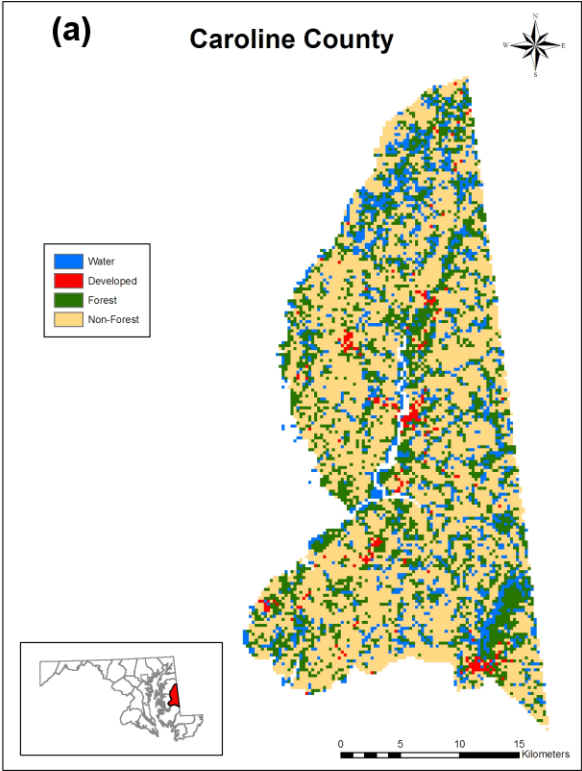 (a)
Caroline County
N
W E
S
Water
Developed
Forest
Non-Forest
0 5 10 15
Kilometers